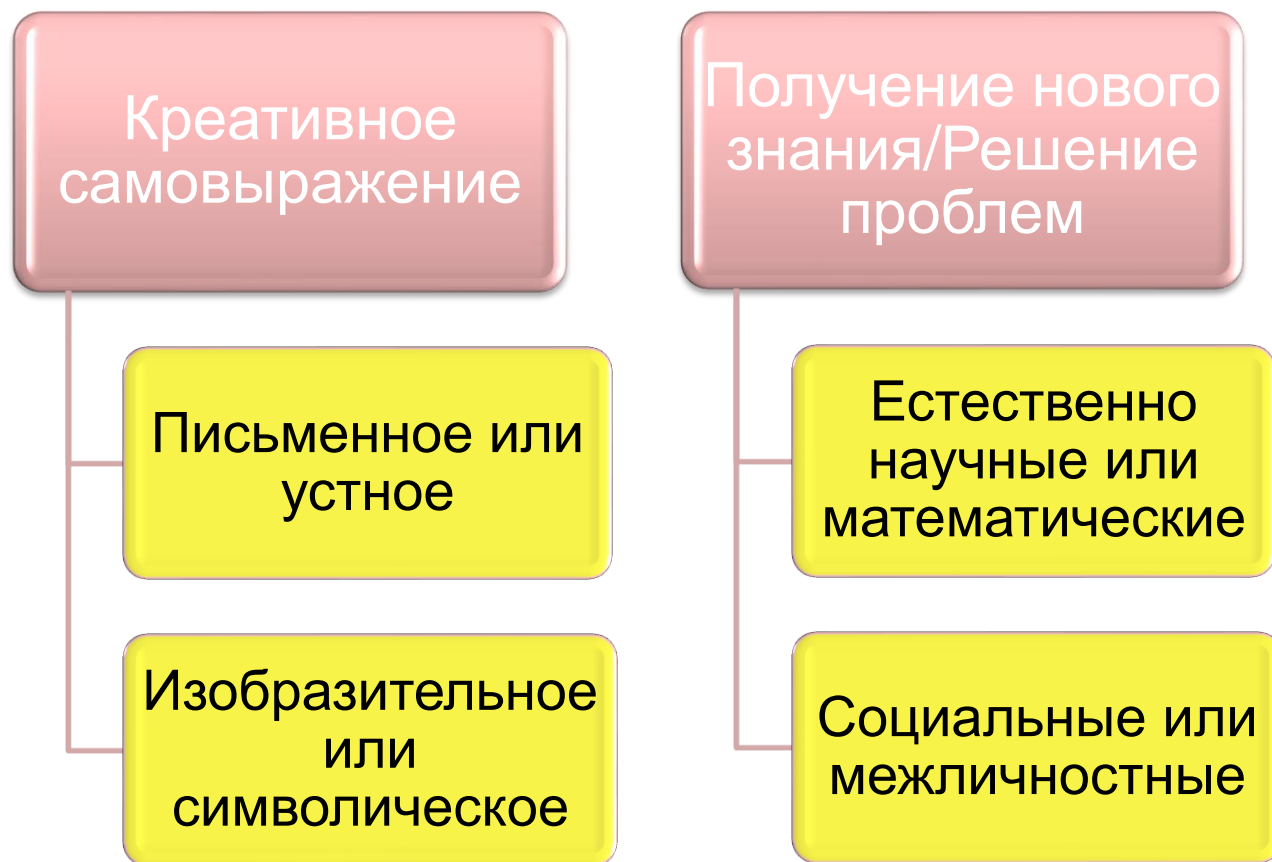 Креативное
самовыражение
Письменное или
устное
Изобразительное
или
символическое
Получение нового
знания/Решение
проблем
Естественно
научные или
математические
Социальные или
межличностные